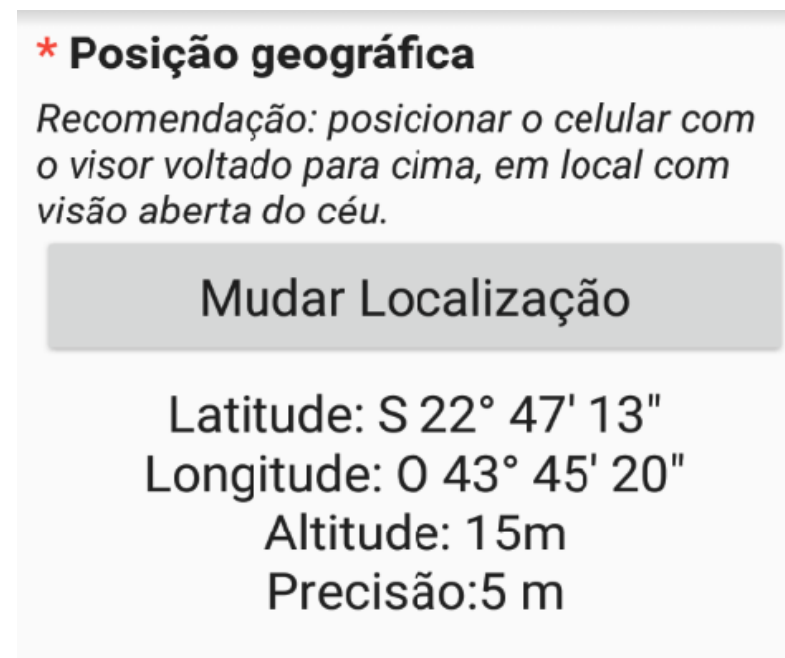 * Posição geográfica
Recomendação: posicionar o celular com
o visor voltado para cima, em local com
visão aberta do céu.
Mudar Localização
Latitude: S 22° 47' 13"
Longitude: O 43° 45' 20"
Altitude: 15m
Precisão:5 m